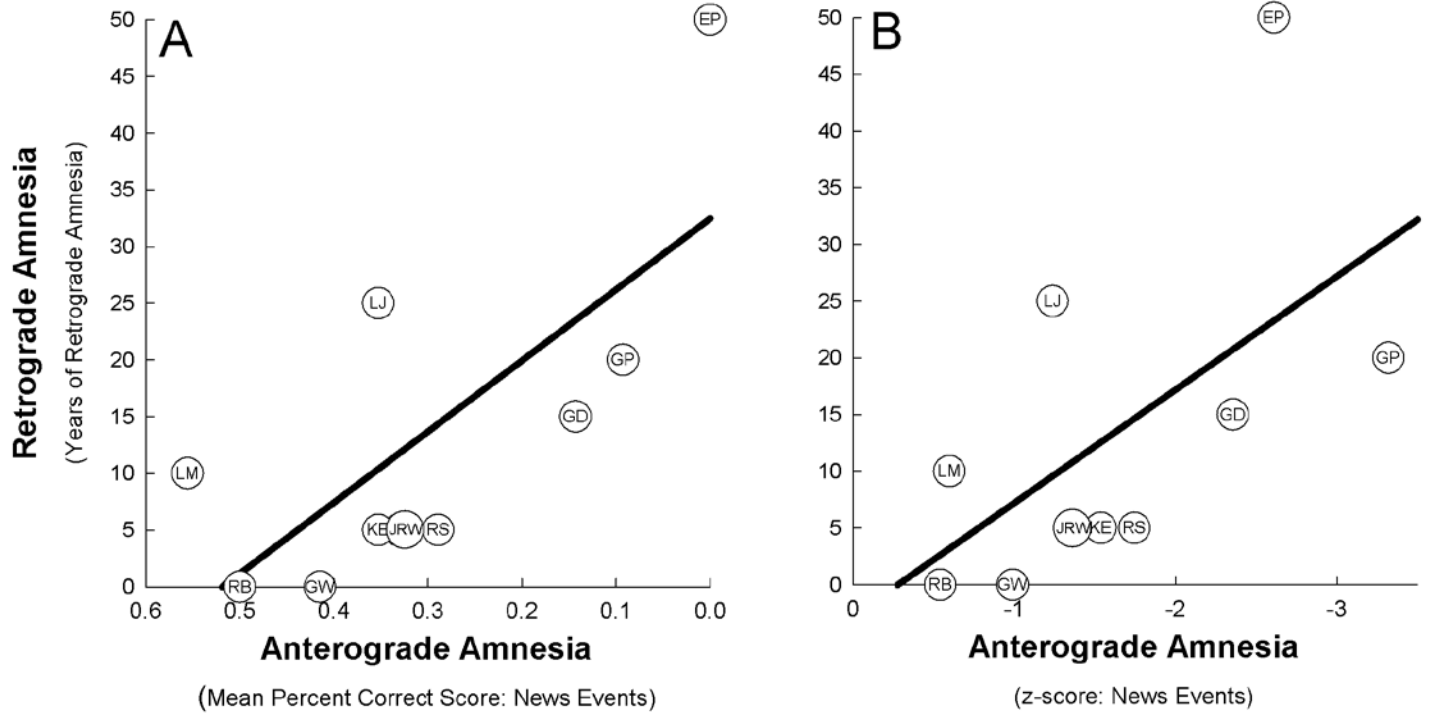 A
Retrograde Amnesia
(Years of Retrograde Amnesia)
50
45
40
35
30
25
20
15
10
5
0
EP
LJ
GP
GD
LM
KE
JRW
RS
RB
GW
0.6
0.5
0.4
0.3
0.2
0.1
0.0
Anterograde Amnesia
(Mean Percent Correct Score: News Events)
B
50
45
40
35
30
25
20
15
10
5
0
EP
LJ
GP
GD
LM
JRW
KE
RS
RB
GW
0
-1
-2
-3
Anterograde Amnesia
(z-score: News Events)